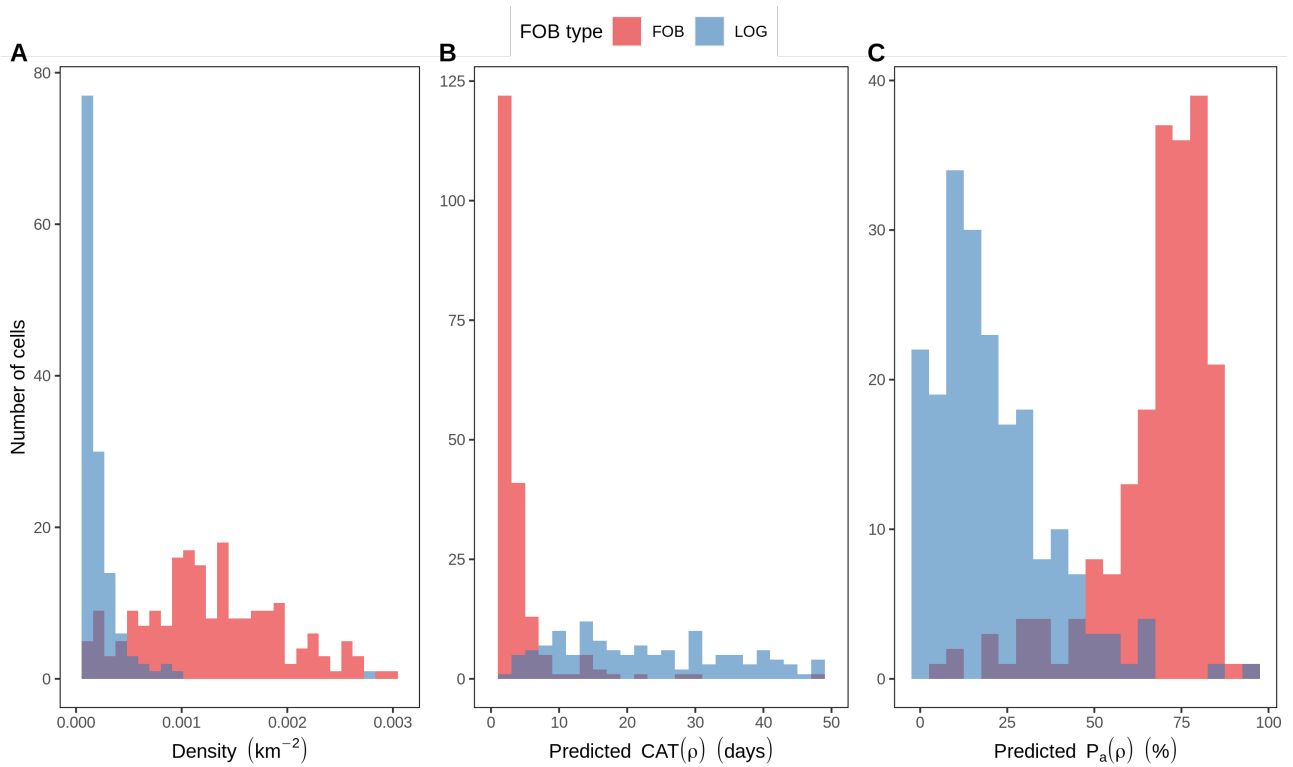 FOB type FOB LOG
A B C
Number of cells
80
60
40
20
0
0.000 0.001 0.002 0.003
Density (km⁻²)
125
100
75
50
25
0
0 10 20 30 40 50
Predicted CAT(ρ) (days)
40
30
20
10
0
0 25 50 75 100
Predicted Pₐ(ρ) (%)